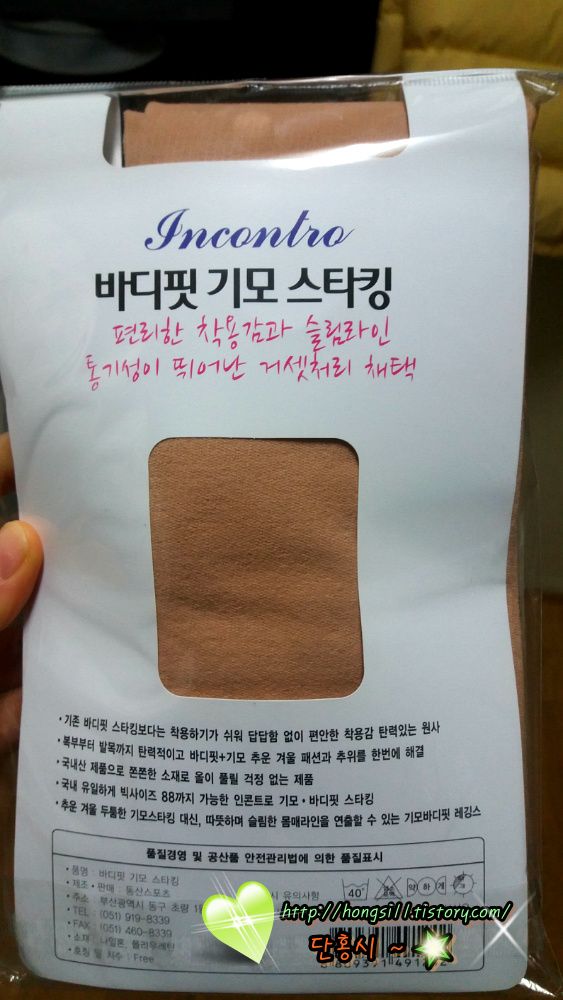 Incontro
바디핏 기모 스타킹
편리한 착용감과 슬림라인
통기성이 뛰어난 거셋처리 채택
·기존 바디핏 스타킹보다는 착용하기가 쉬워 답답함 없이 편안한 착용감 탄력있는 원사
·복부부터 발목까지 탄력적이고 바디핏+기모 추운 겨울 패션과 추위를 한번에 해결
·국내산 제품으로 쫀쫀한 소재로 올이 풀릴 걱정 없는 제품
·국내 유일하게 빅사이즈 88까지 가능한 인콘트로 기모·바디핏 스타킹
·추운 겨울 두툼한 기모스타킹 대신, 따뜻하며 슬림한 몸매라인을 연출할 수 있는 기모바디핏 레깅스
품질경영 및 공산품 안전관리법에 의한 품질표시
·품명 : 바디핏 기모 스타킹
·제조·판매 : 동산스포츠
·주소 : 부산광역시 동구 초량 유의사항
40° 약하게
·TEL : (051) 919-8339
·FAX : (051) 460-8339
·소재 : 나일론, 폴리우레탄
·호칭 및 치수 : Free
http://hongsi11.tistory.com/
단홍시 ~